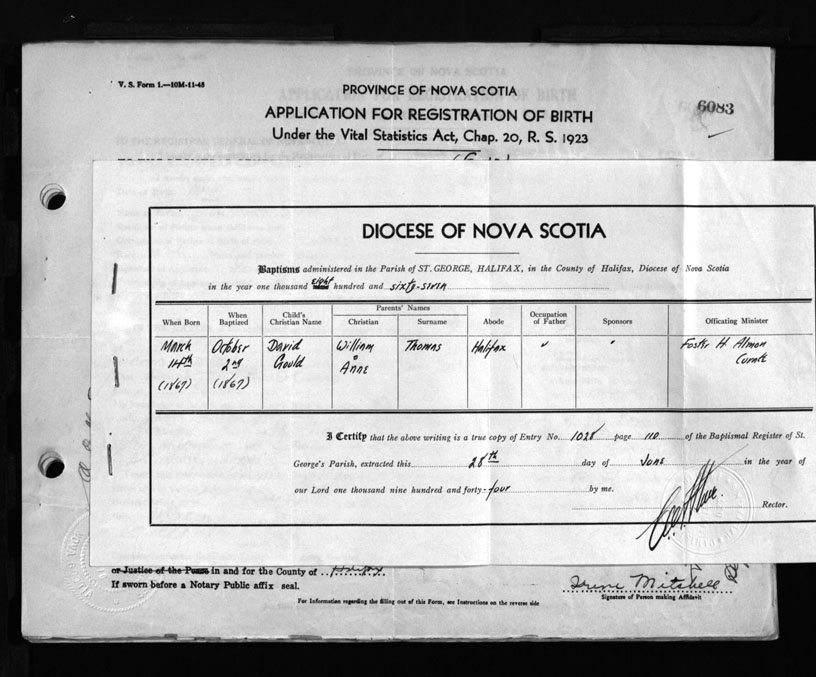 V. S. Form 1.—10M-11-45
6083
PROVINCE OF NOVA SCOTIA
APPLICATION FOR REGISTRATION OF BIRTH
Under the Vital Statistics Act, Chap. 20, R. S. 1923
DIOCESE OF NOVA SCOTIA
Baptisms administered in the Parish of ST. GEORGE, HALIFAX, in the County of Halifax, Diocese of Nova Scotia
in the year one thousand eight hundred and sixty-seven
When Born When Baptized Child's Christian Name Parents' Names Christian Surname Abode Occupation of Father Sponsors Officating Minister
March October David William Thomas Halifax " " Foster H Almon
14th 2nd Gould & Curate
(1867) (1867) Anne
I Certify that the above writing is a true copy of Entry No. 1028 page 110 of the Baptismal Register of St.
George's Parish, extracted this 28th day of June in the year of
our Lord one thousand nine hundred and forty-four by me.
Rector.
or Justice of the Peace in and for the County of Halifax
If sworn before a Notary Public affix seal.
Irene Mitchell
Signature of Person making Affidavit
For Information regarding the filling out of this Form, see Instructions on the reverse side